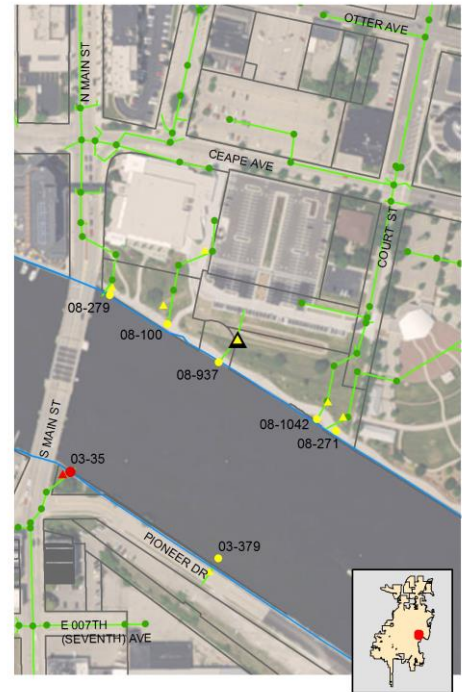 OTTER AVE
N MAIN ST
CEAPE AVE
COURT ST
08-279
08-100
08-937
08-1042
08-271
S MAIN ST
03-35
03-379
PIONEER DR
E 007TH
(SEVENTH) AVE